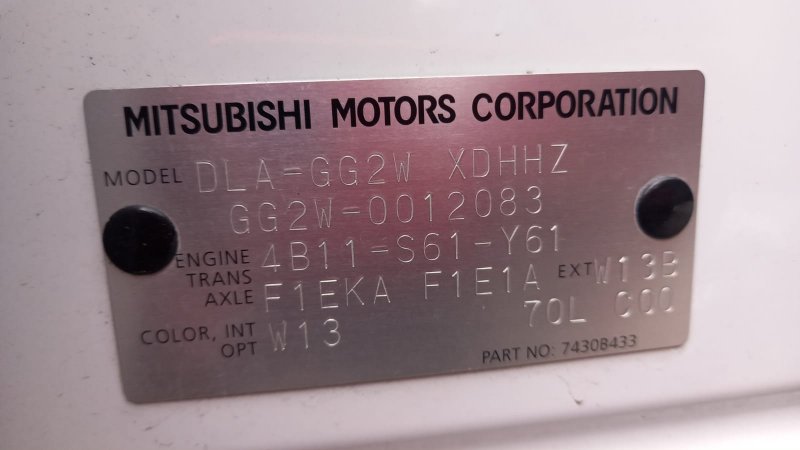 MITSUBISHI MOTORS CORPORATION
MODEL DLA-GG2W XDHHZ
GG2W-0012083
ENGINE 4B11-S61-Y61
TRANS AXLE F1EKA F1E1A EXT W13B
COLOR, INT OPT W13 70L C00
PART NO: 7430B433